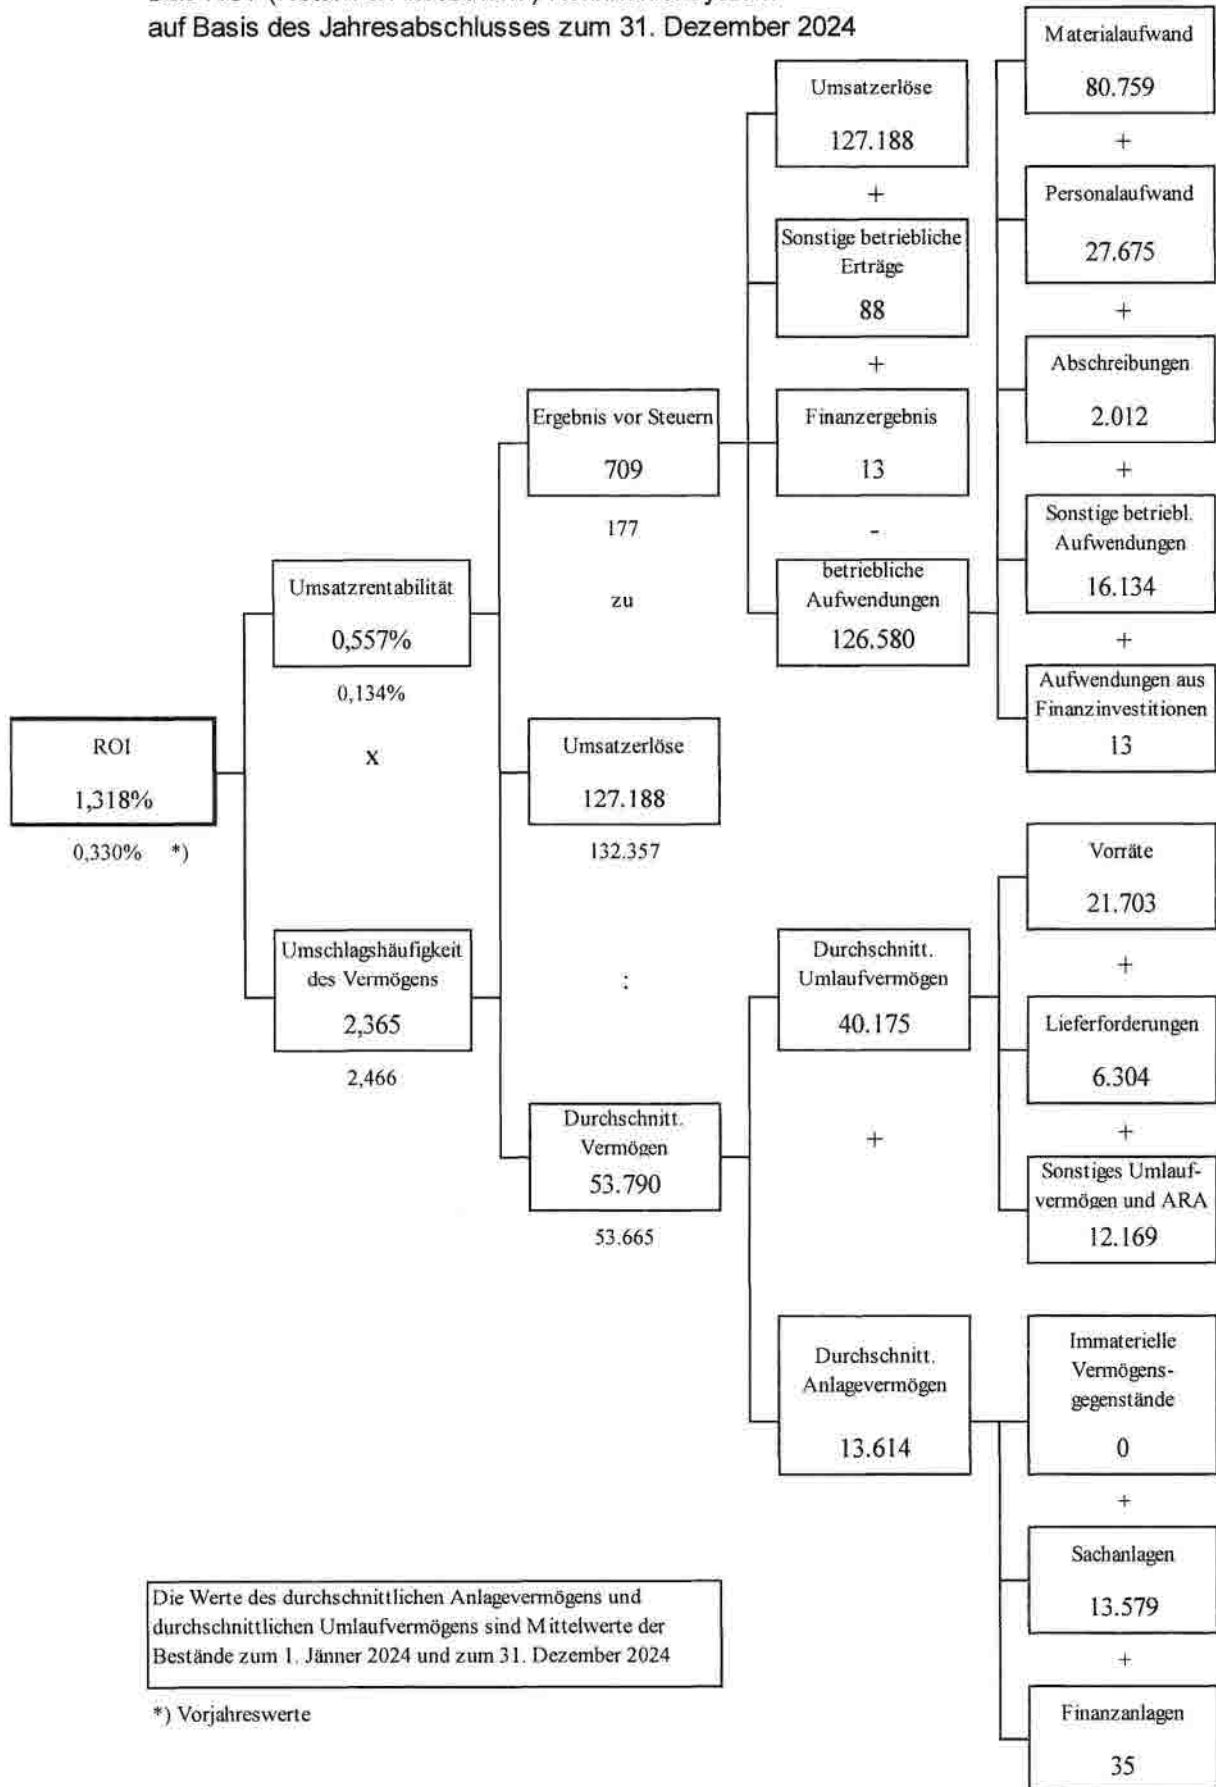 auf Basis des Jahresabschlusses zum 31. Dezember 2024
Materialaufwand
80.759
+
Personalaufwand
27.675
+
Abschreibungen
2.012
+
Sonstige betriebl.
Aufwendungen
16.134
+
Aufwendungen aus
Finanzinvestitionen
13
Umsatzerlöse
127.188
+
Sonstige betriebliche
Erträge
88
+
Finanzergebnis
13
-
betriebliche
Aufwendungen
126.580
Ergebnis vor Steuern
709
177
zu
Umsatzerlöse
127.188
132.357
:
Durchschnitt.
Vermögen
53.790
53.665
Umsatzrentabilität
0,557%
0,134%
x
Umschlagshäufigkeit
des Vermögens
2,365
2,466
ROI
1,318%
0,330% *)
Durchschnitt.
Umlaufvermögen
40.175
+
Durchschnitt.
Anlagevermögen
13.614
Vorräte
21.703
+
Lieferforderungen
6.304
+
Sonstiges Umlauf-
vermögen und ARA
12.169
Immaterielle
Vermögens-
gegenstände
0
+
Sachanlagen
13.579
+
Finanzanlagen
35
Die Werte des durchschnittlichen Anlagevermögens und
durchschnittlichen Umlaufvermögens sind Mittelwerte der
Bestände zum 1. Jänner 2024 und zum 31. Dezember 2024
*) Vorjahreswerte